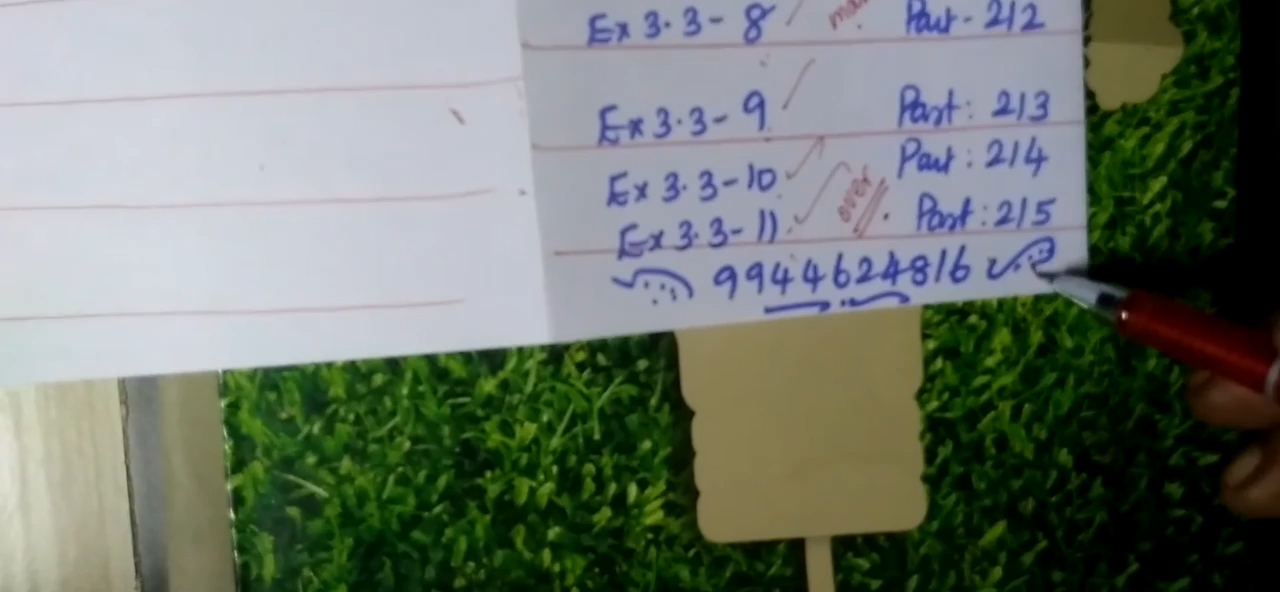 Ex 3.3 - 8 Part - 212
Ex 3.3 - 9 Part : 213
Ex 3.3 - 10 Part : 214
Ex 3.3 - 11 over Part : 215
9944624816